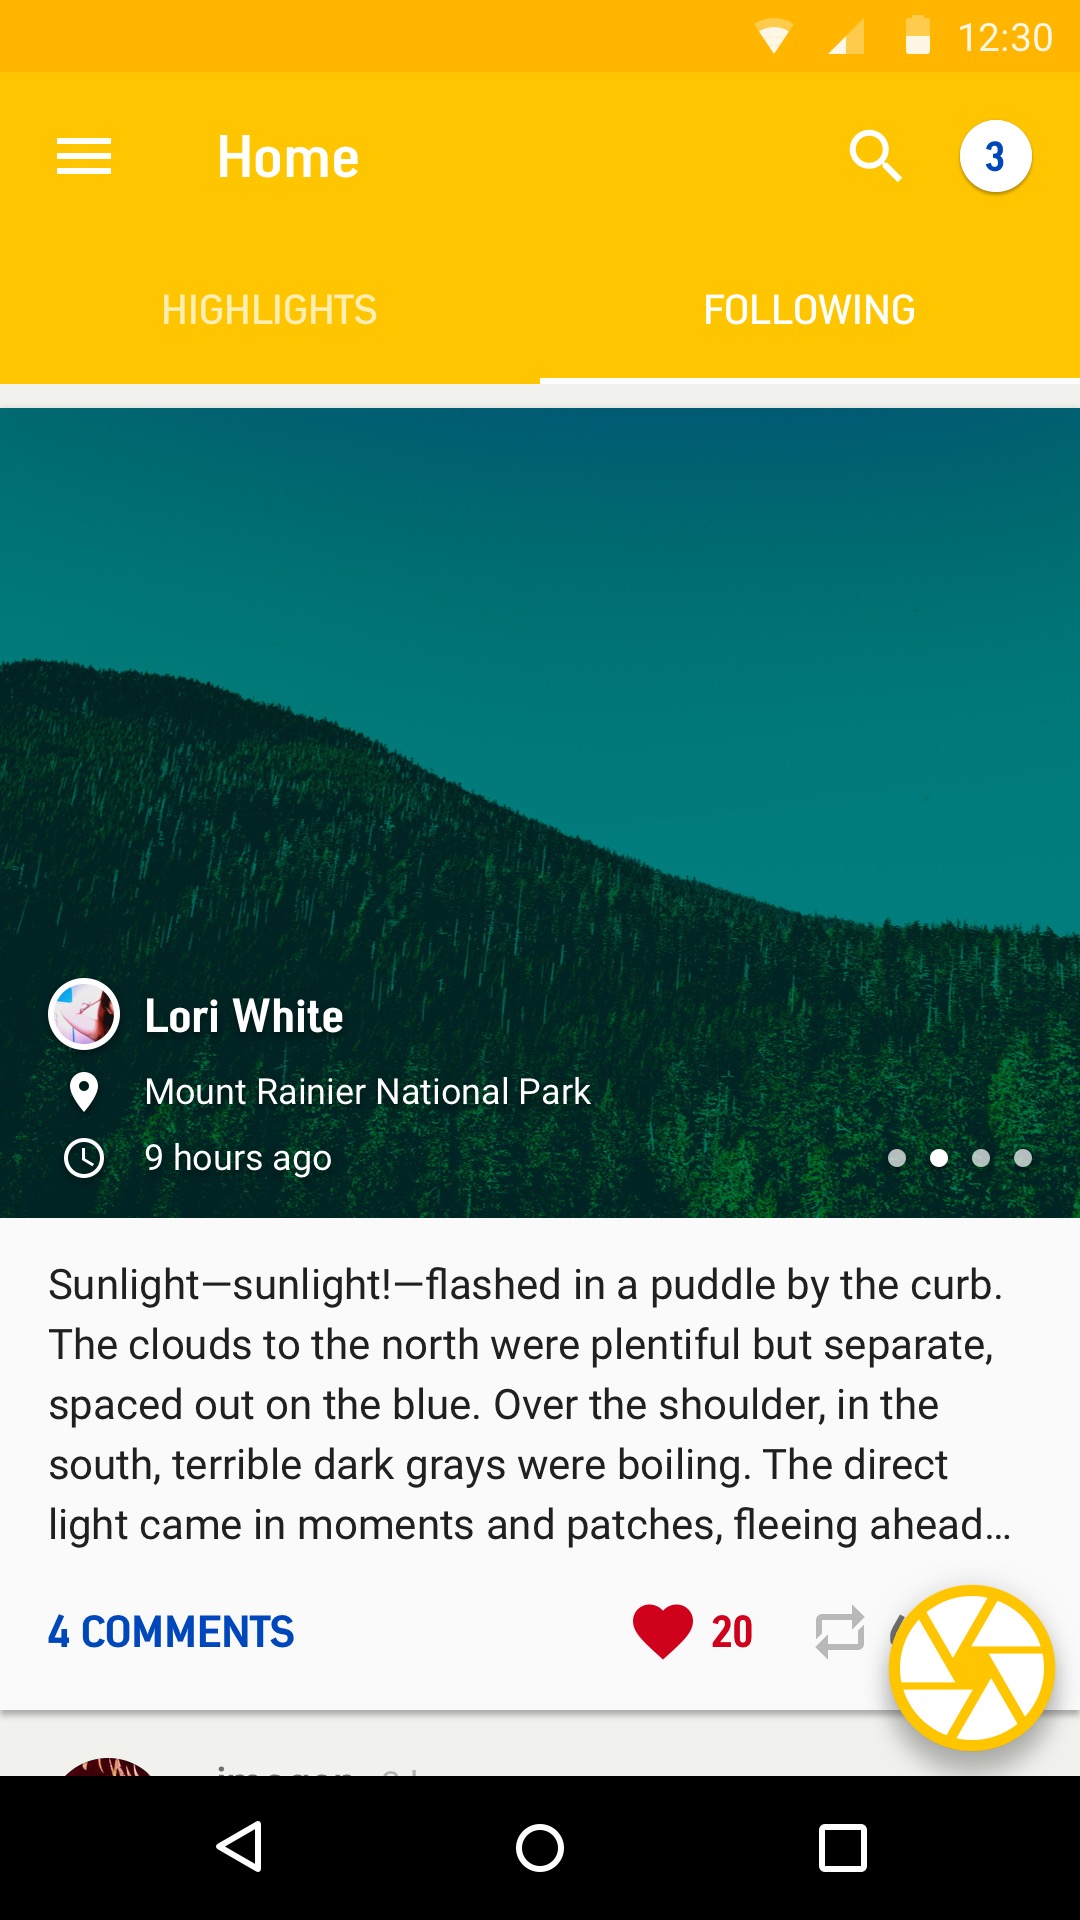 12:30
Home
3
HIGHLIGHTS
FOLLOWING
Lori White
Mount Rainier National Park
9 hours ago
Sunlight—sunlight!—flashed in a puddle by the curb.
The clouds to the north were plentiful but separate,
spaced out on the blue. Over the shoulder, in the
south, terrible dark grays were boiling. The direct
light came in moments and patches, fleeing ahead…
4 COMMENTS
20